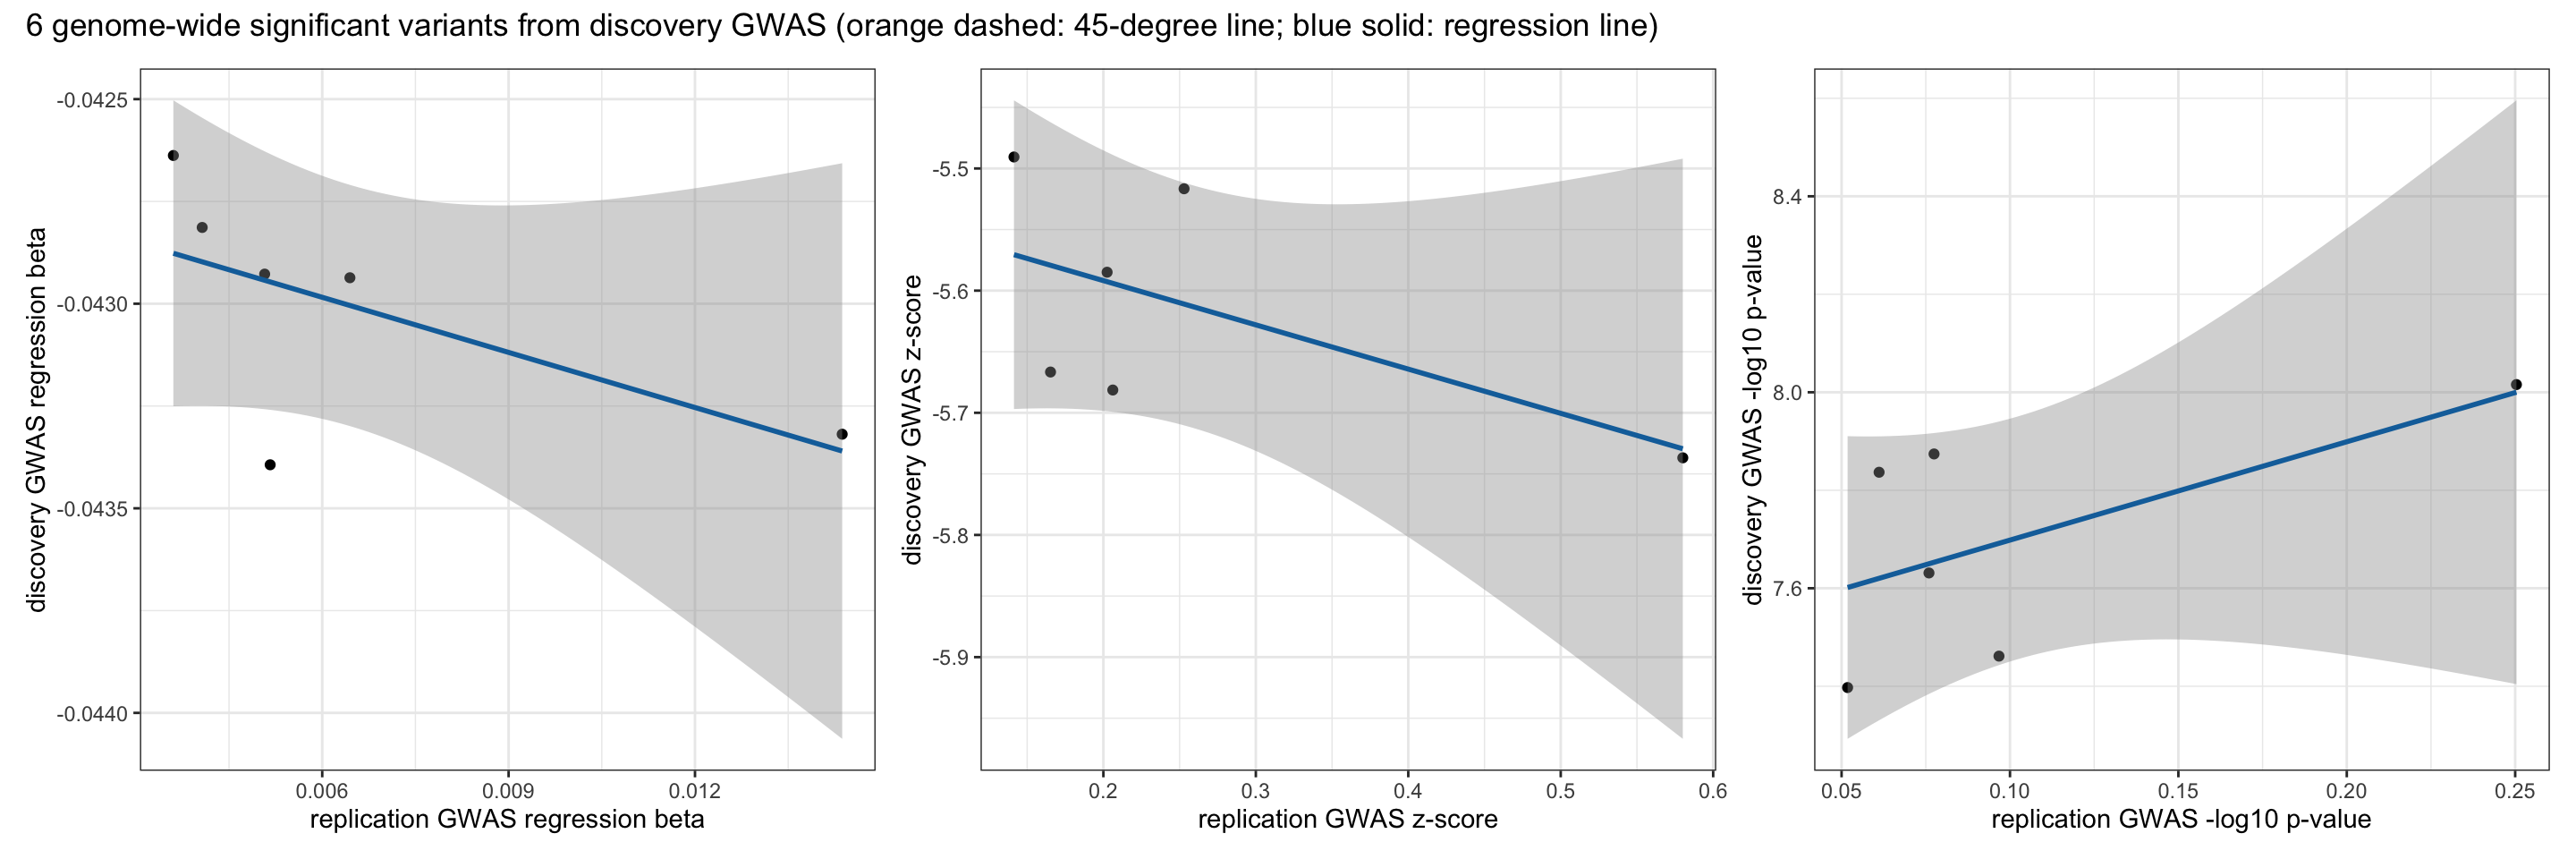 6 genome-wide significant variants from discovery GWAS (orange dashed: 45-degree line; blue solid: regression line)
discovery GWAS regression beta
-0.0425
-0.0430
-0.0435
-0.0440
0.006 0.009 0.012
replication GWAS regression beta
discovery GWAS z-score
-5.5
-5.6
-5.7
-5.8
-5.9
0.2 0.3 0.4 0.5 0.6
replication GWAS z-score
discovery GWAS -log10 p-value
8.4
8.0
7.6
0.05 0.10 0.15 0.20 0.25
replication GWAS -log10 p-value